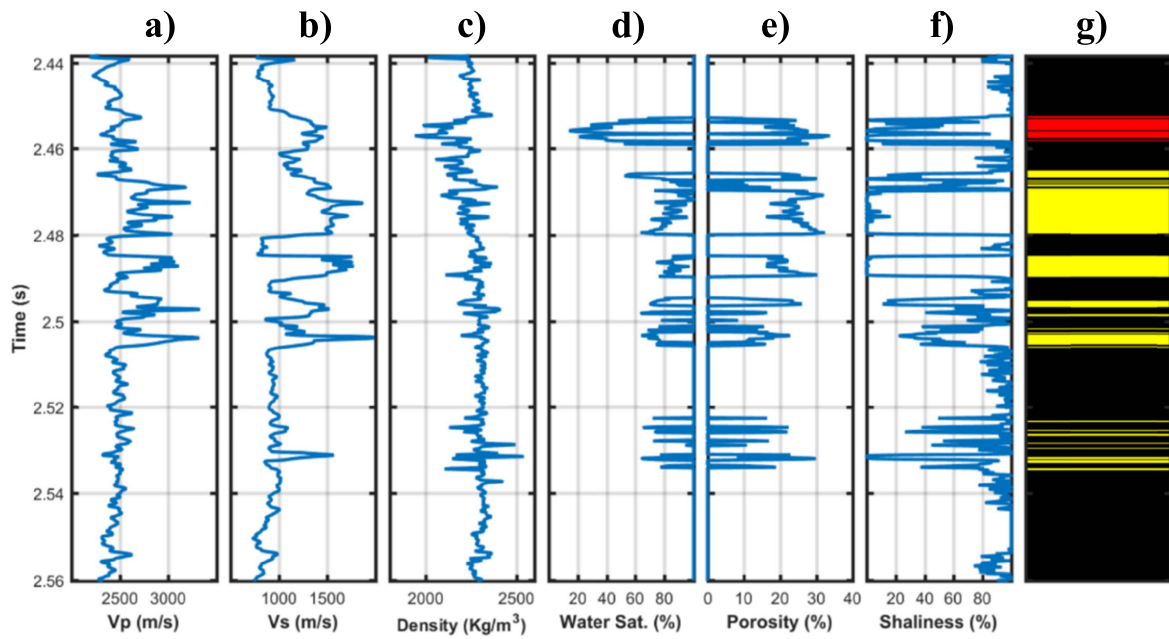 a) b) c) d) e) f) g)
2.44
2.46
2.48
2.5
2.52
2.54
2.56
Time (s)
2500 3000 1000 1500 2000 2500 20 40 60 80 0 10 20 30 40 20 40 60 80
Vp (m/s) Vs (m/s) Density (Kg/m³) Water Sat. (%) Porosity (%) Shaliness (%)